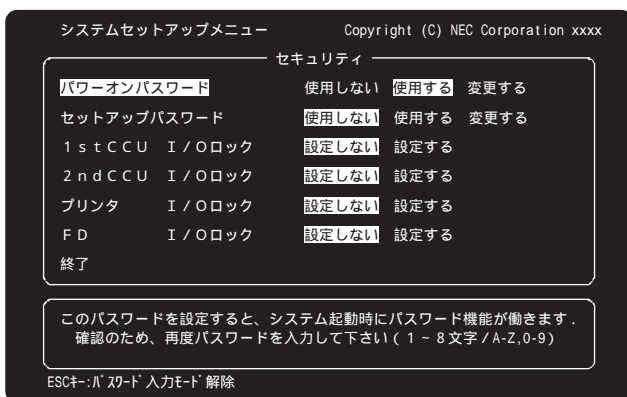 システムセットアップメニュー Copyright (C) NEC Corporation xxxx
セキュリティ
パワーオンパスワード 使用しない 使用する 変更する
セットアップパスワード 使用しない 使用する 変更する
1stCCU I/Oロック 設定しない 設定する
2ndCCU I/Oロック 設定しない 設定する
プリンタ I/Oロック 設定しない 設定する
FD I/Oロック 設定しない 設定する
終了
このパスワードを設定すると、システム起動時にパスワード機能が働きます.
確認のため、再度パスワードを入力して下さい(1~8文字/A-Z,0-9)
ESCキー:パスワード入力モード解除